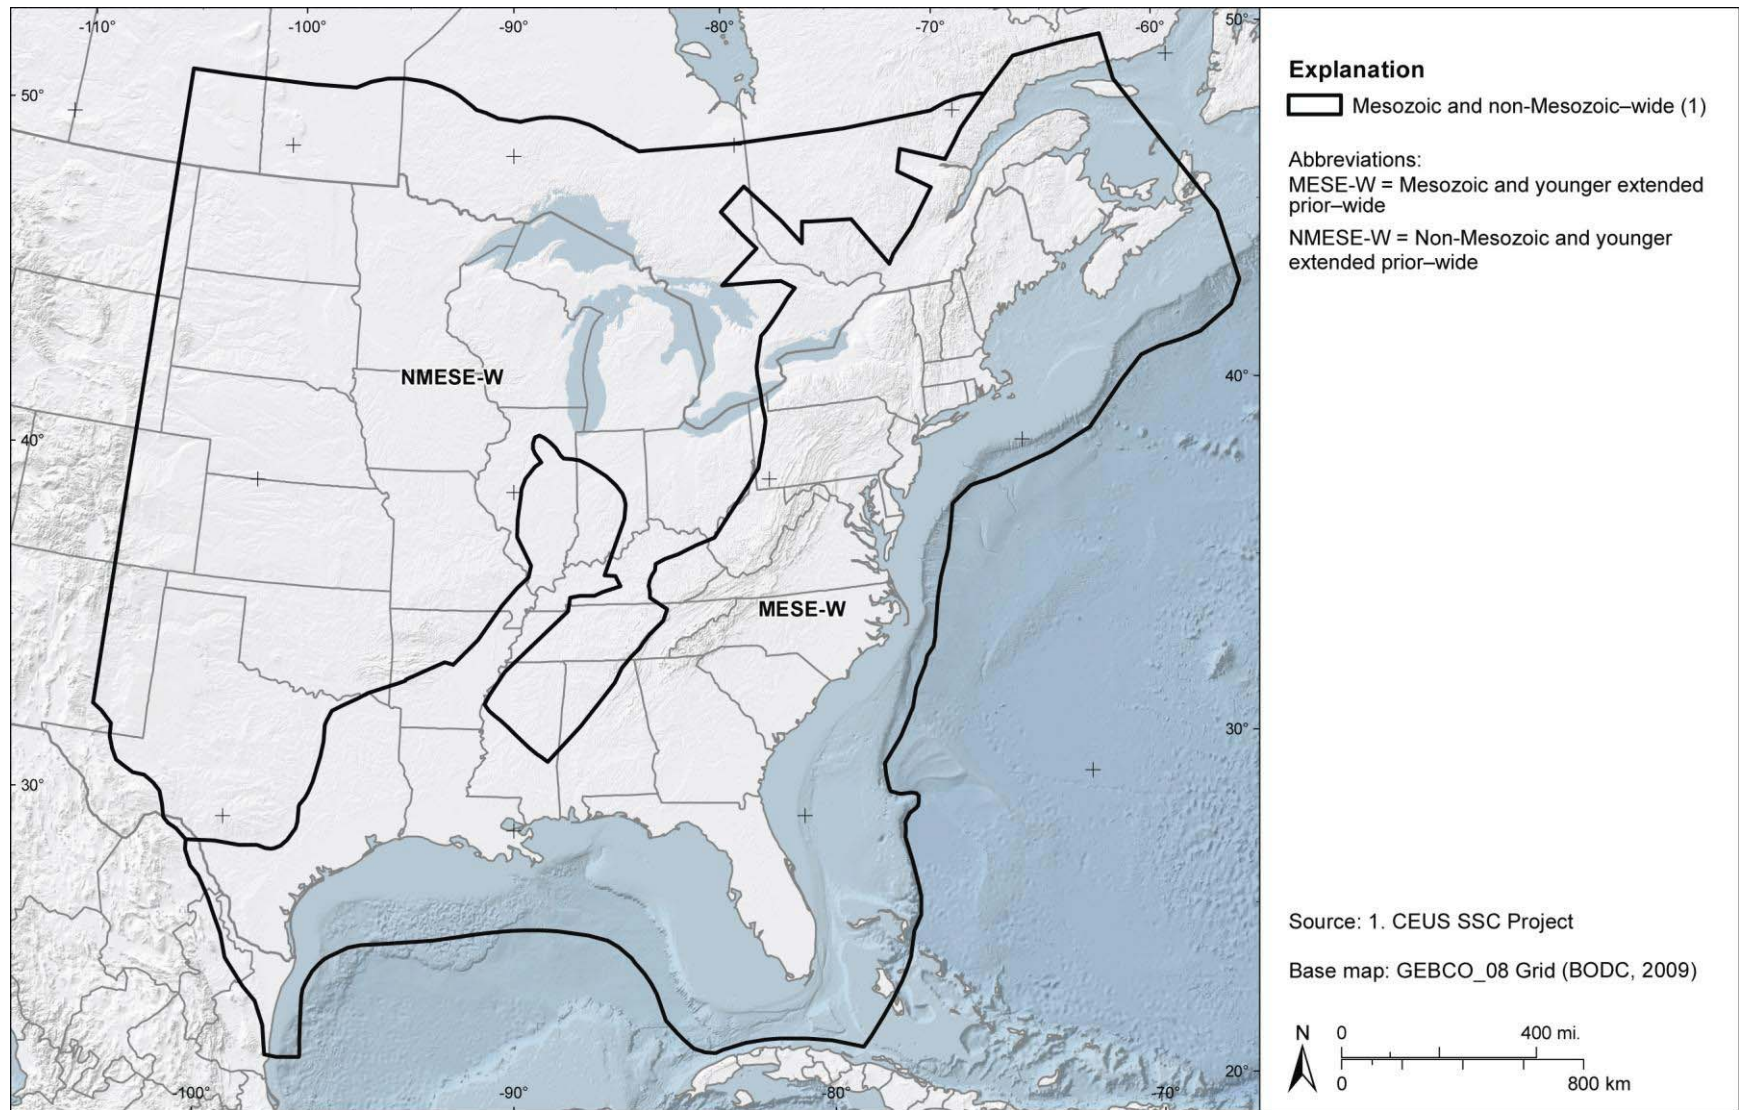 -110°
-100°
-90°
-80°
-70°
-60°
50°
50°
40°
40°
40°
30°
30°
20°
-100°
-90°
-80°
-70°
NMESE-W
MESE-W
Explanation
Mesozoic and non-Mesozoic–wide (1)
Abbreviations:
MESE-W = Mesozoic and younger extended
prior–wide
NMESE-W = Non-Mesozoic and younger
extended prior–wide
Source: 1. CEUS SSC Project
Base map: GEBCO_08 Grid (BODC, 2009)
N
0 400 mi.
0 800 km